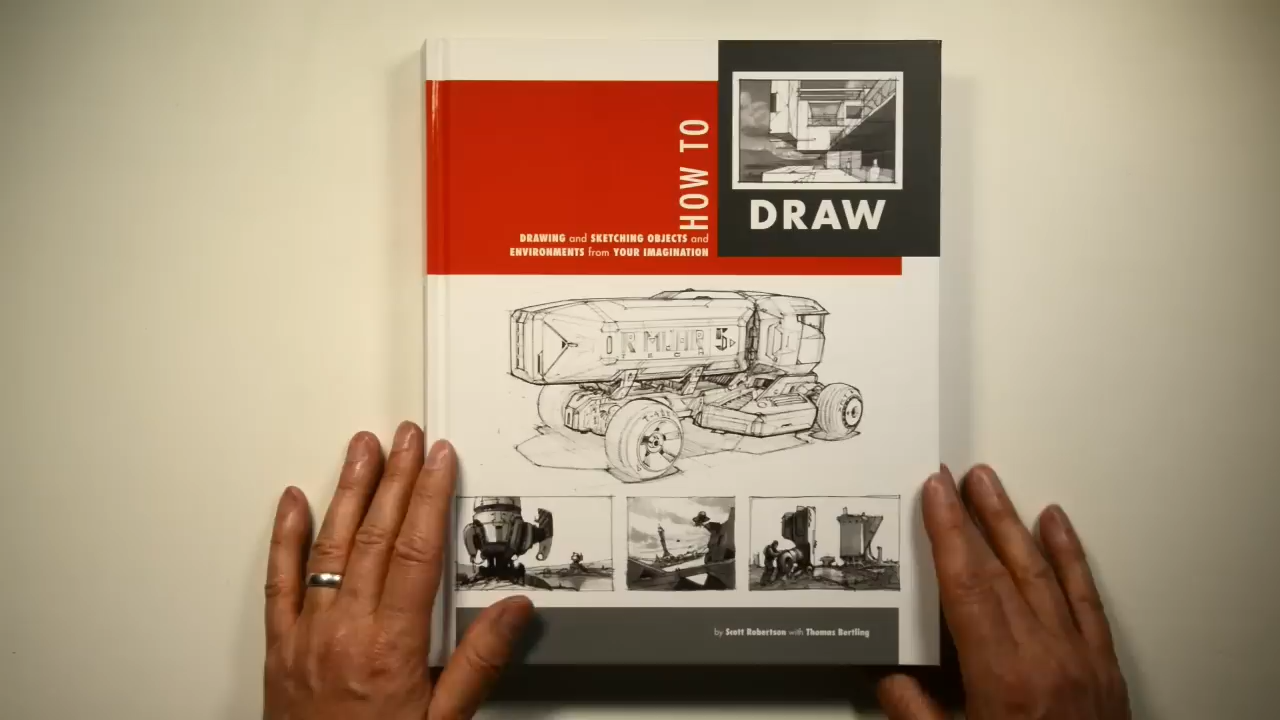 HOW TO
DRAW
DRAWING and SKETCHING OBJECTS and
ENVIRONMENTS from YOUR IMAGINATION
by Scott Robertson with Thomas Bertling